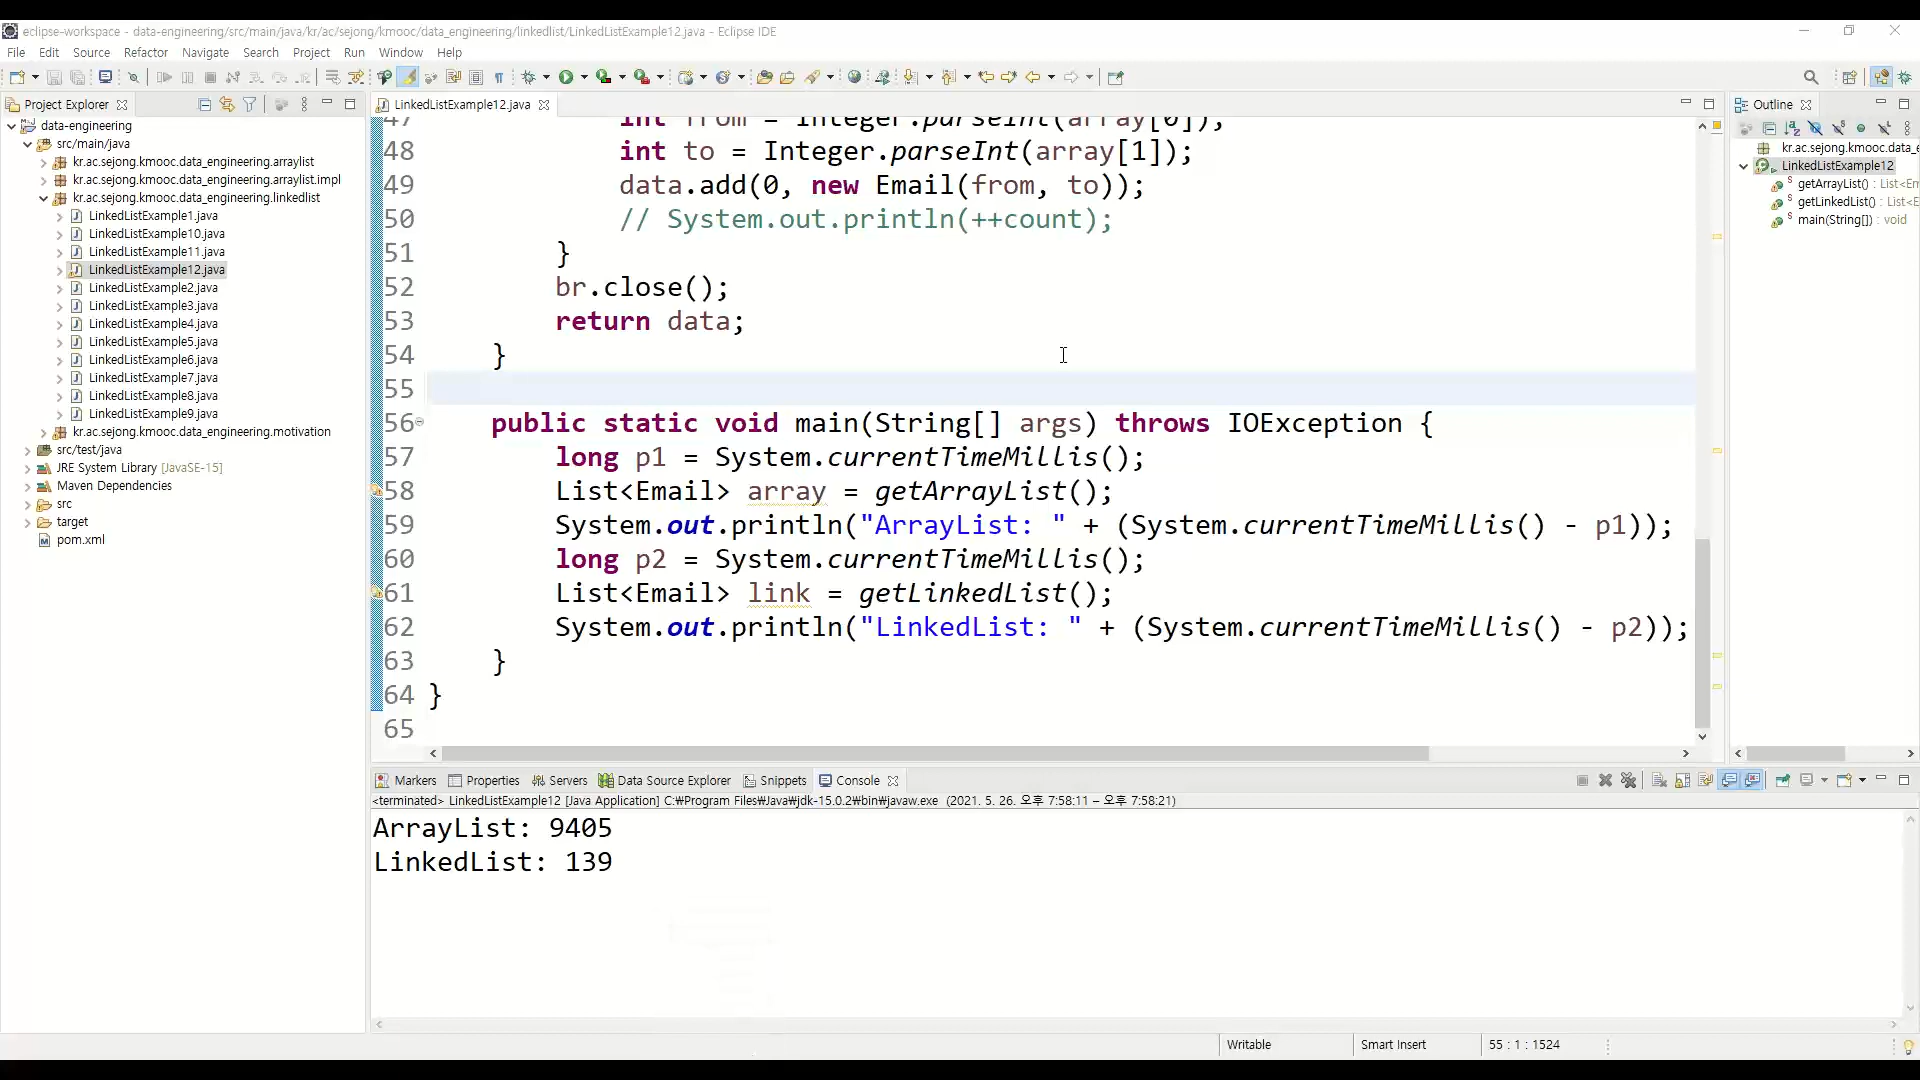 eclipse-workspace - data-engineering/src/main/java/kr/ac/sejong/kmooc/data_engineering/linkedlist/LinkedListExample12.java - Eclipse IDE
File Edit Source Refactor Navigate Search Project Run Window Help
Project Explorer
data-engineering
src/main/java
kr.ac.sejong.kmooc.data_engineering.arraylist
kr.ac.sejong.kmooc.data_engineering.arraylist.impl
kr.ac.sejong.kmooc.data_engineering.linkedlist
LinkedListExample1.java
LinkedListExample10.java
LinkedListExample11.java
LinkedListExample12.java
LinkedListExample2.java
LinkedListExample3.java
LinkedListExample4.java
LinkedListExample5.java
LinkedListExample6.java
LinkedListExample7.java
LinkedListExample8.java
LinkedListExample9.java
kr.ac.sejong.kmooc.data_engineering.motivation
src/test/java
JRE System Library [JavaSE-15]
Maven Dependencies
src
target
pom.xml
LinkedListExample12.java
47 int from = Integer.parseInt(array[0]);
48 int to = Integer.parseInt(array[1]);
49 data.add(0, new Email(from, to));
50 // System.out.println(++count);
51 }
52 br.close();
53 return data;
54 }
55
56 public static void main(String[] args) throws IOException {
57 long p1 = System.currentTimeMillis();
58 List<Email> array = getArrayList();
59 System.out.println("ArrayList: " + (System.currentTimeMillis() - p1));
60 long p2 = System.currentTimeMillis();
61 List<Email> link = getLinkedList();
62 System.out.println("LinkedList: " + (System.currentTimeMillis() - p2));
63 }
64 }
65
Outline
kr.ac.sejong.kmooc.data_e
LinkedListExample12
getArrayList() : List<Em
getLinkedList() : List<E
main(String[]) : void
Markers Properties Servers Data Source Explorer Snippets Console
<terminated> LinkedListExample12 [Java Application] C:₩Program Files₩Java₩jdk-15.0.2₩bin₩javaw.exe (2021. 5. 26. 오후 7:58:11 – 오후 7:58:21)
ArrayList: 9405
LinkedList: 139
Writable Smart Insert 55 : 1 : 1524